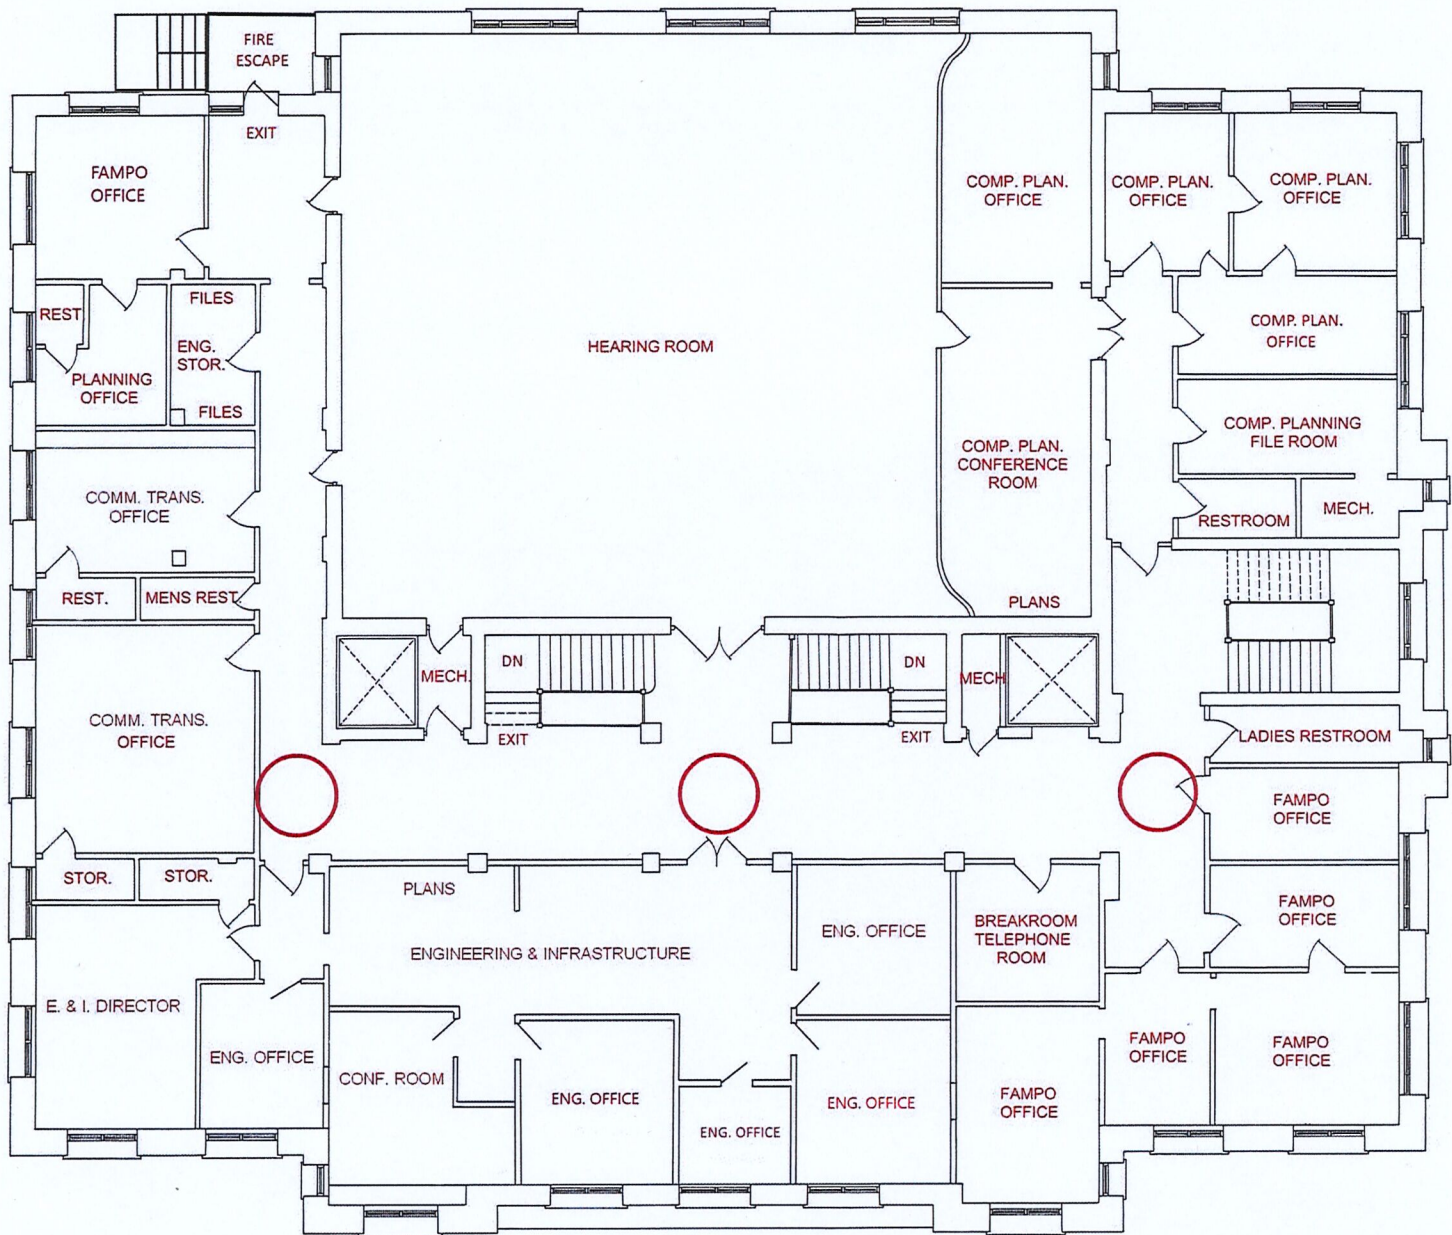 FIRE
ESCAPE
EXIT
FAMPO
OFFICE
COMP. PLAN.
OFFICE
COMP. PLAN.
OFFICE
COMP. PLAN.
OFFICE
REST
FILES
ENG.
STOR.
PLANNING
OFFICE
FILES
HEARING ROOM
COMP. PLAN.
OFFICE
COMP. PLANNING
FILE ROOM
COMP. PLAN.
CONFERENCE
ROOM
COMM. TRANS.
OFFICE
RESTROOM
MECH.
REST.
MENS REST.
PLANS
MECH.
DN
DN
MECH
COMM. TRANS.
OFFICE
EXIT
EXIT
LADIES RESTROOM
FAMPO
OFFICE
STOR.
STOR.
PLANS
ENGINEERING & INFRASTRUCTURE
ENG. OFFICE
BREAKROOM
TELEPHONE
ROOM
FAMPO
OFFICE
E. & I. DIRECTOR
ENG. OFFICE
CONF. ROOM
ENG. OFFICE
ENG. OFFICE
ENG. OFFICE
FAMPO
OFFICE
FAMPO
OFFICE
FAMPO
OFFICE